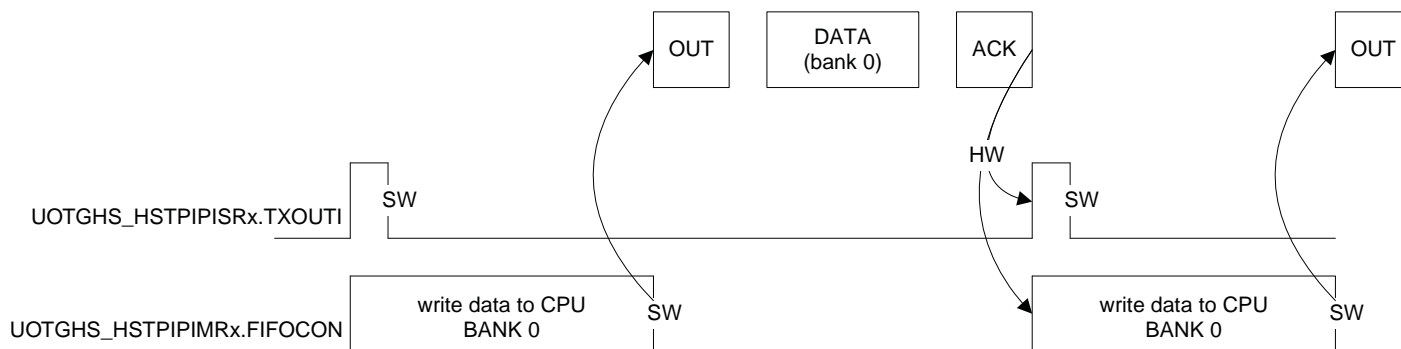 OUT
DATA
(bank 0)
ACK
OUT
HW
UOTGHS_HSTPIPISRx.TXOUTI
SW
SW
UOTGHS_HSTPIPIMRx.FIFOCON
write data to CPU
BANK 0
SW
write data to CPU
BANK 0
SW